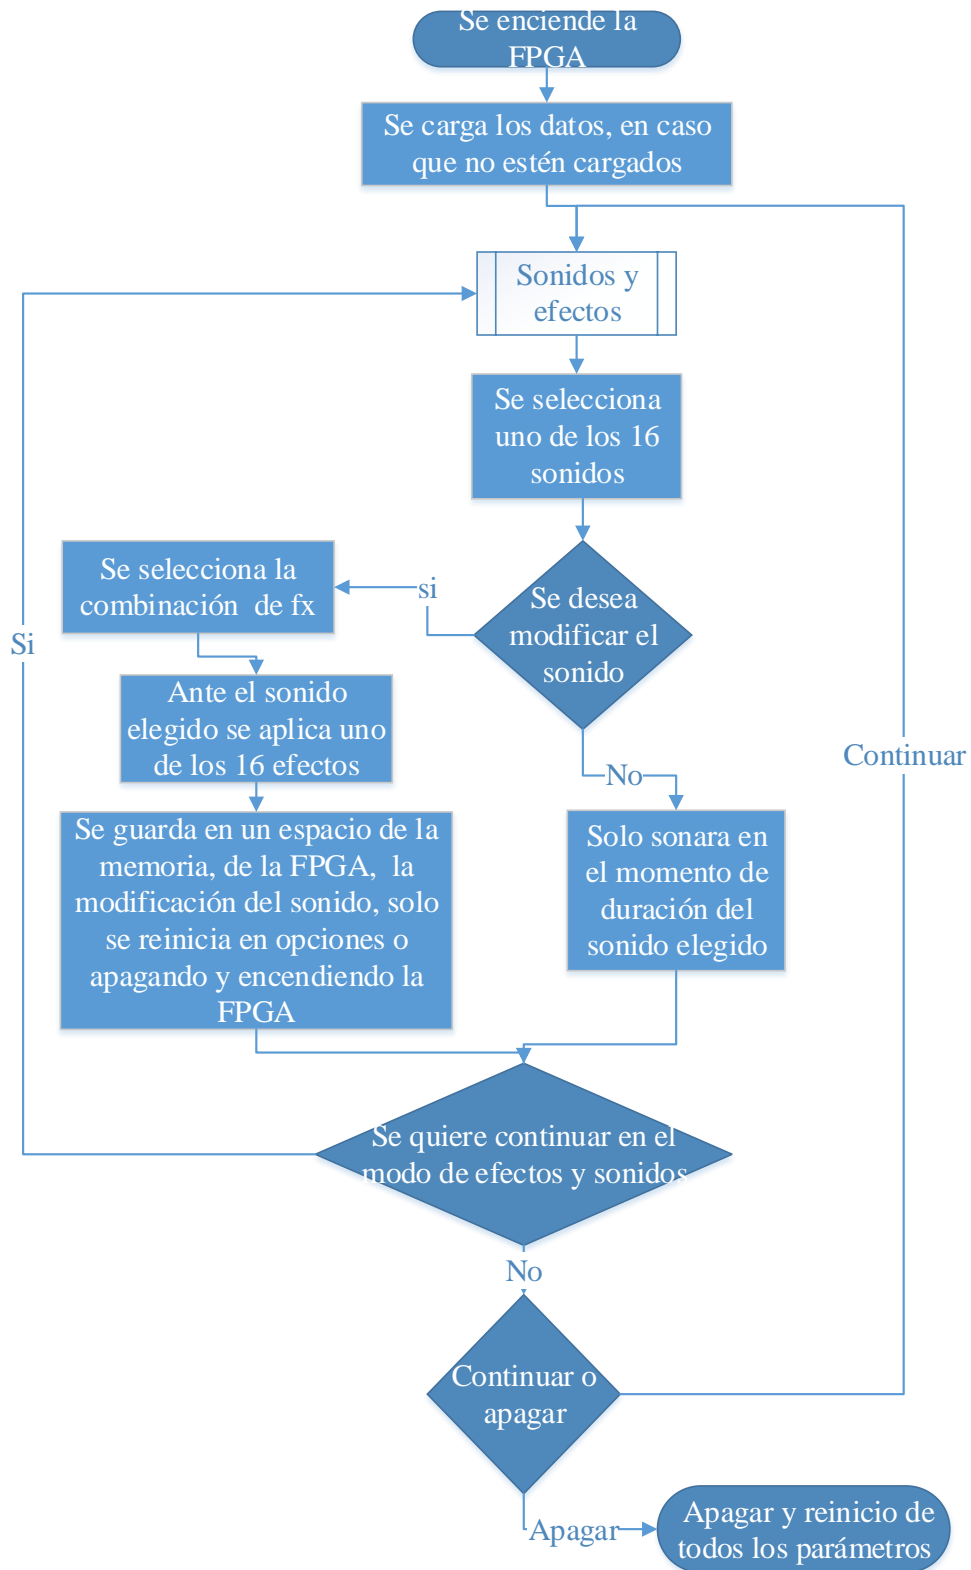 Se enciende la
FPGA
Se carga los datos, en caso
que no estén cargados
Sonidos y
efectos
Se selecciona
uno de los 16
sonidos
Se desea
modificar el
sonido
si
Se selecciona la
combinación  de fx
Ante el sonido
elegido se aplica uno
de los 16 efectos
Se guarda en un espacio de la
memoria, de la FPGA,  la
modificación del sonido, solo
se reinicia en opciones o
apagando y encendiendo la
FPGA
No
Solo sonara en
el momento de
duración del
sonido elegido
Se quiere continuar en el
modo de efectos y sonidos
Si
No
Continuar o
apagar
Continuar
Apagar
Apagar y reinicio de
todos los parámetros